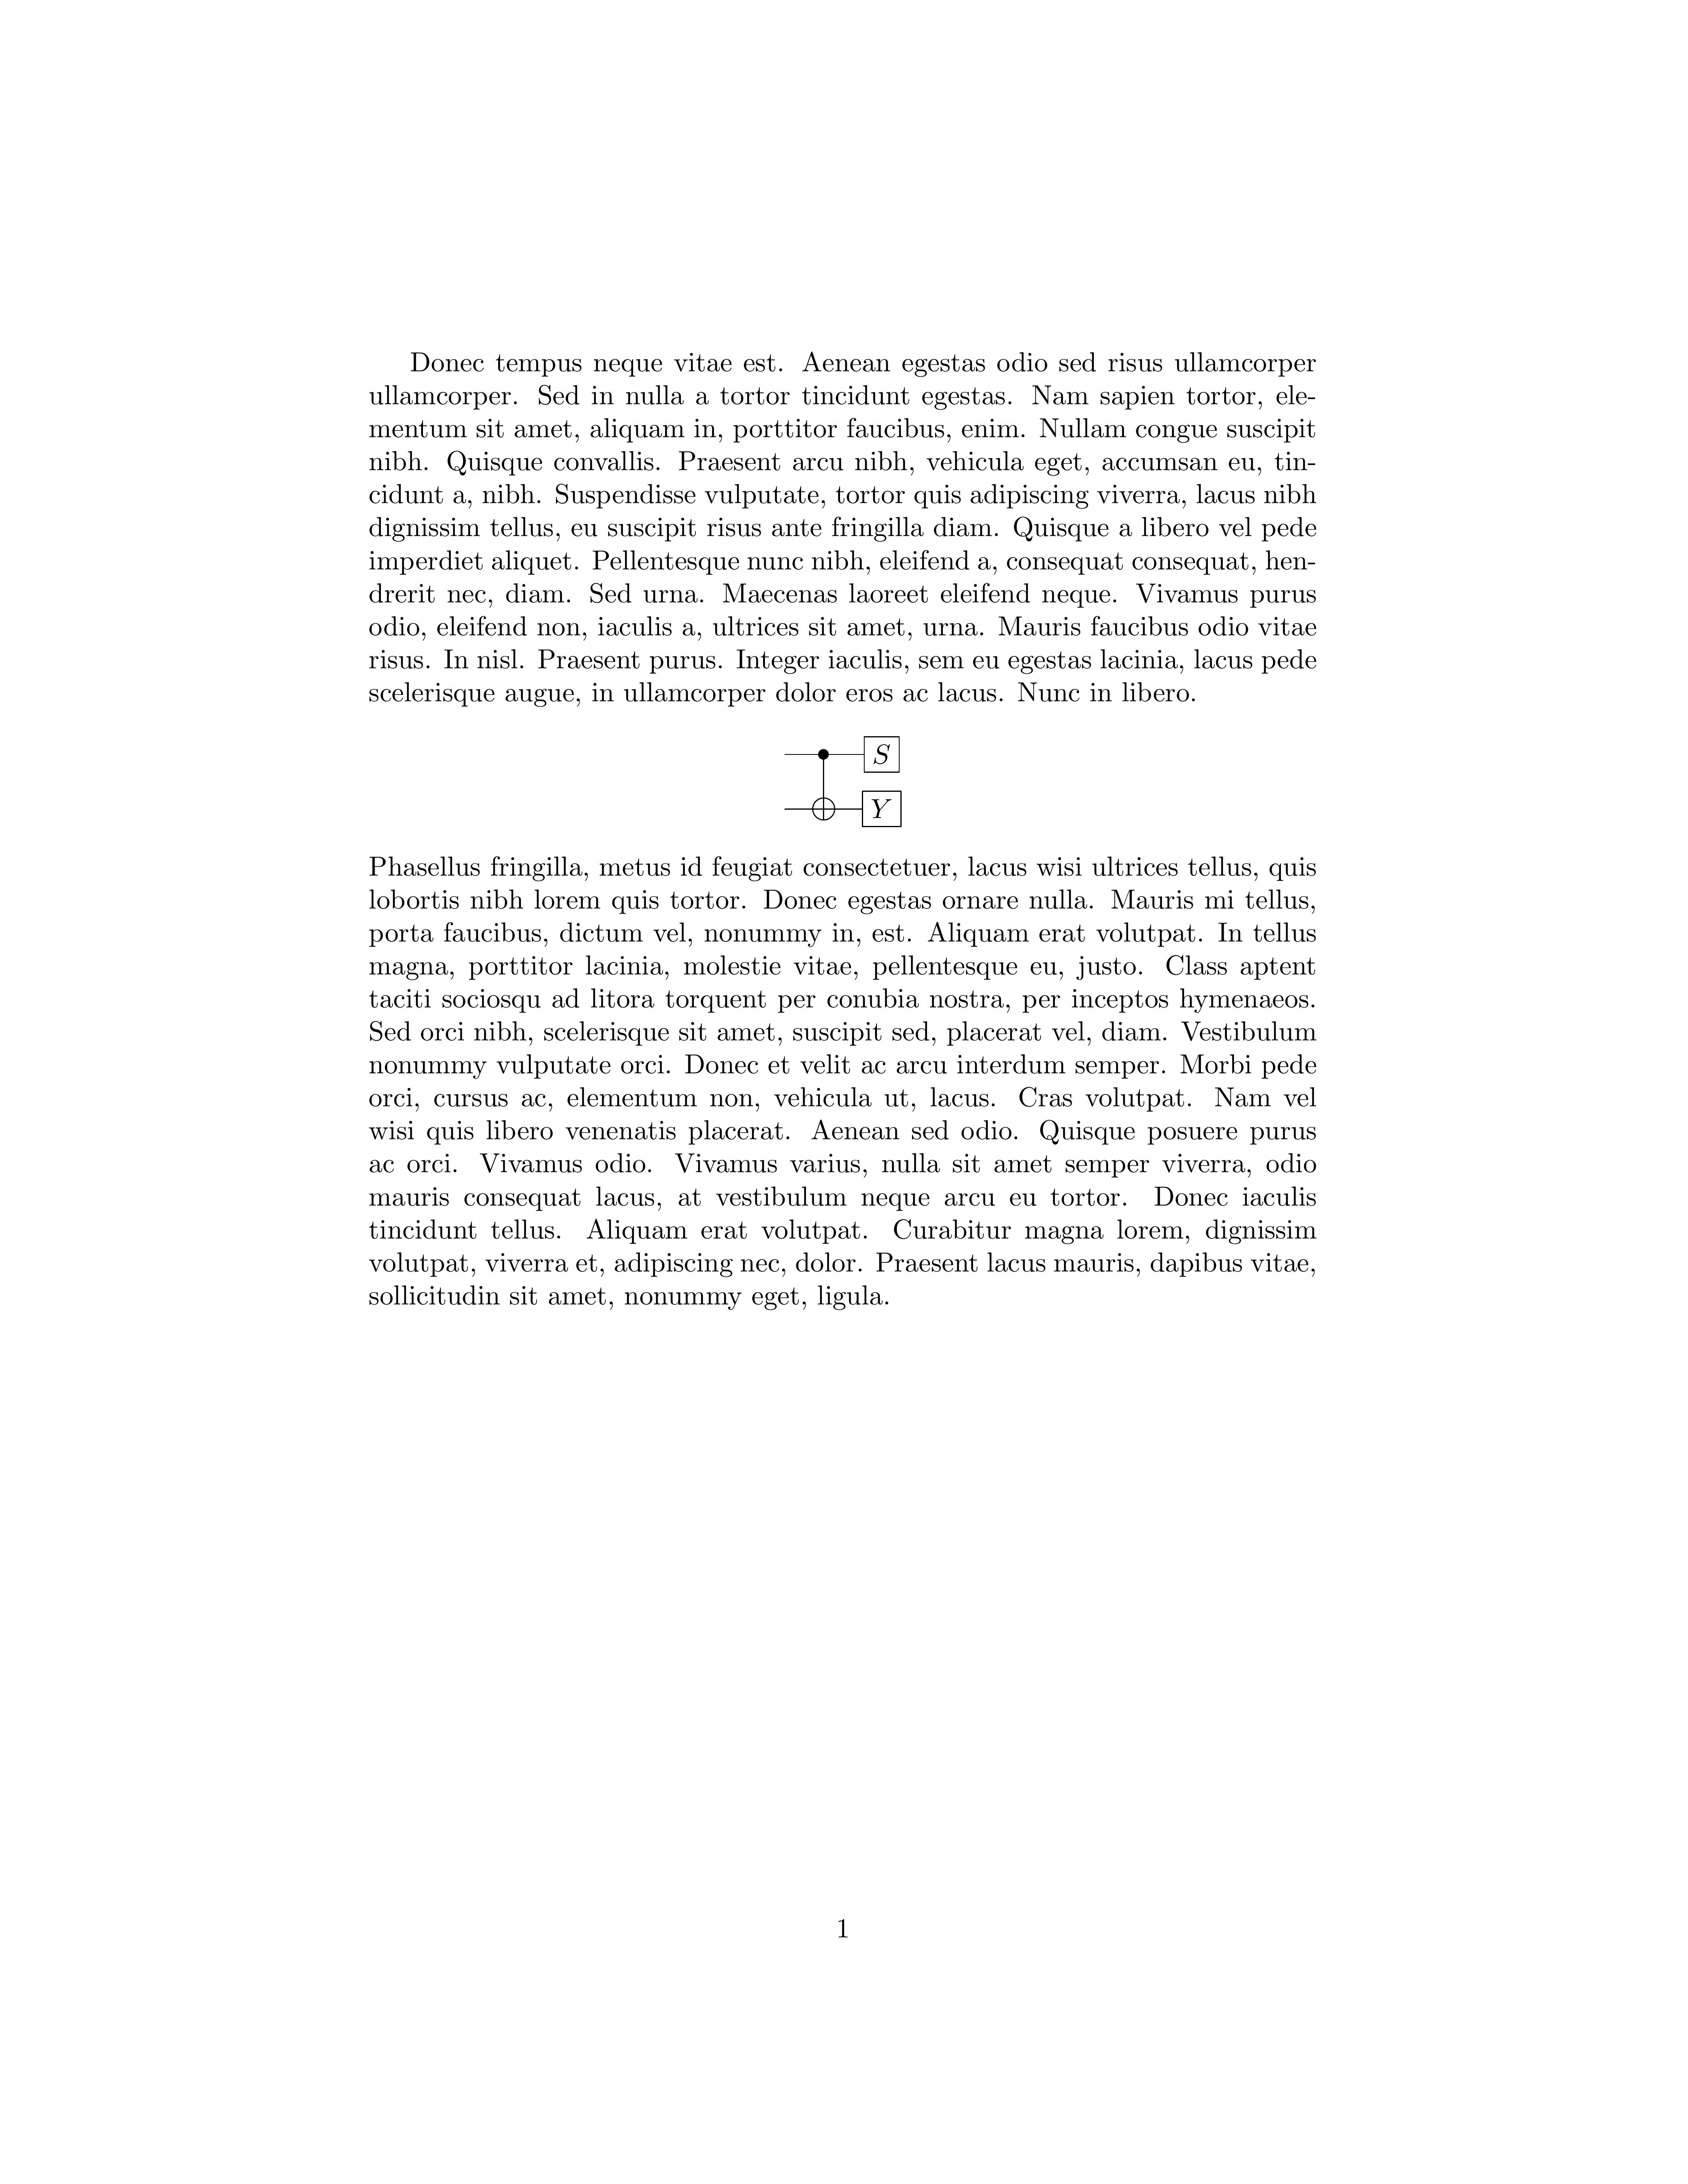 Donec tempus neque vitae est. Aenean egestas odio sed risus ullamcorper
ullamcorper. Sed in nulla a tortor tincidunt egestas. Nam sapien tortor, ele-
mentum sit amet, aliquam in, porttitor faucibus, enim. Nullam congue suscipit
nibh. Quisque convallis. Praesent arcu nibh, vehicula eget, accumsan eu, tin-
cidunt a, nibh. Suspendisse vulputate, tortor quis adipiscing viverra, lacus nibh
dignissim tellus, eu suscipit risus ante fringilla diam. Quisque a libero vel pede
imperdiet aliquet. Pellentesque nunc nibh, eleifend a, consequat consequat, hen-
drerit nec, diam. Sed urna. Maecenas laoreet eleifend neque. Vivamus purus
odio, eleifend non, iaculis a, ultrices sit amet, urna. Mauris faucibus odio vitae
risus. In nisl. Praesent purus. Integer iaculis, sem eu egestas lacinia, lacus pede
scelerisque augue, in ullamcorper dolor eros ac lacus. Nunc in libero.
S
Y
Phasellus fringilla, metus id feugiat consectetuer, lacus wisi ultrices tellus, quis
lobortis nibh lorem quis tortor. Donec egestas ornare nulla. Mauris mi tellus,
porta faucibus, dictum vel, nonummy in, est. Aliquam erat volutpat. In tellus
magna, porttitor lacinia, molestie vitae, pellentesque eu, justo. Class aptent
taciti sociosqu ad litora torquent per conubia nostra, per inceptos hymenaeos.
Sed orci nibh, scelerisque sit amet, suscipit sed, placerat vel, diam. Vestibulum
nonummy vulputate orci. Donec et velit ac arcu interdum semper. Morbi pede
orci, cursus ac, elementum non, vehicula ut, lacus. Cras volutpat. Nam vel
wisi quis libero venenatis placerat. Aenean sed odio. Quisque posuere purus
ac orci. Vivamus odio. Vivamus varius, nulla sit amet semper viverra, odio
mauris consequat lacus, at vestibulum neque arcu eu tortor. Donec iaculis
tincidunt tellus. Aliquam erat volutpat. Curabitur magna lorem, dignissim
volutpat, viverra et, adipiscing nec, dolor. Praesent lacus mauris, dapibus vitae,
sollicitudin sit amet, nonummy eget, ligula.
1